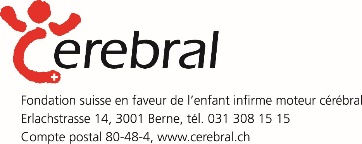 Cerebral
Fondation suisse en faveur de l'enfant infirme moteur cérébral
Erlachstrasse 14, 3001 Berne, tél. 031 308 15 15
Compte postal 80-48-4, www.cerebral.ch